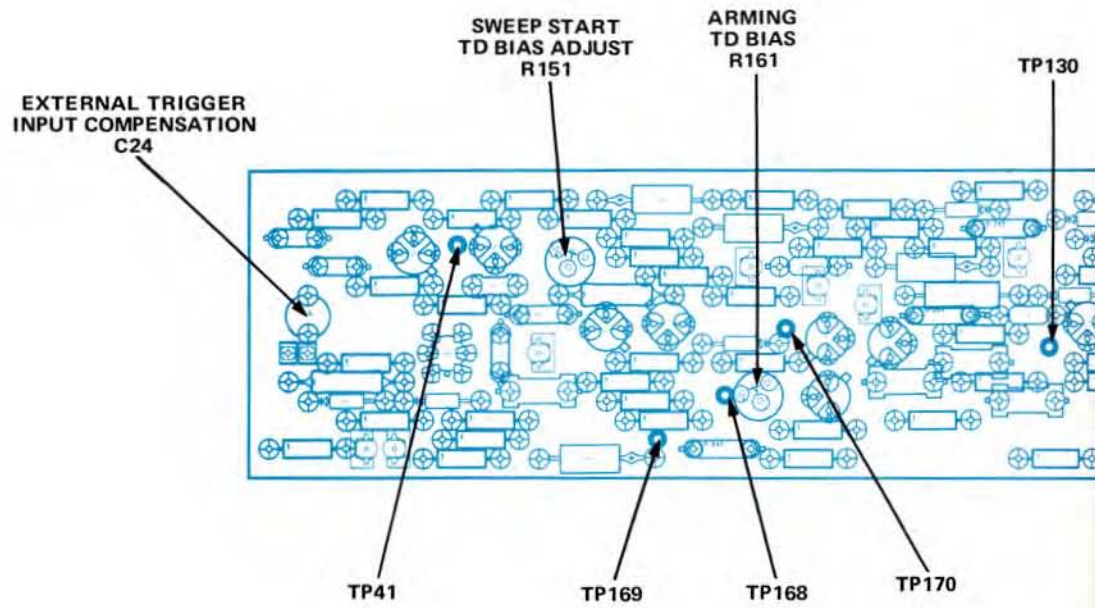 SWEEP START
TD BIAS ADJUST
R151
ARMING
TD BIAS
R161
TP130
EXTERNAL TRIGGER
INPUT COMPENSATION
C24
TP41
TP169
TP168
TP170